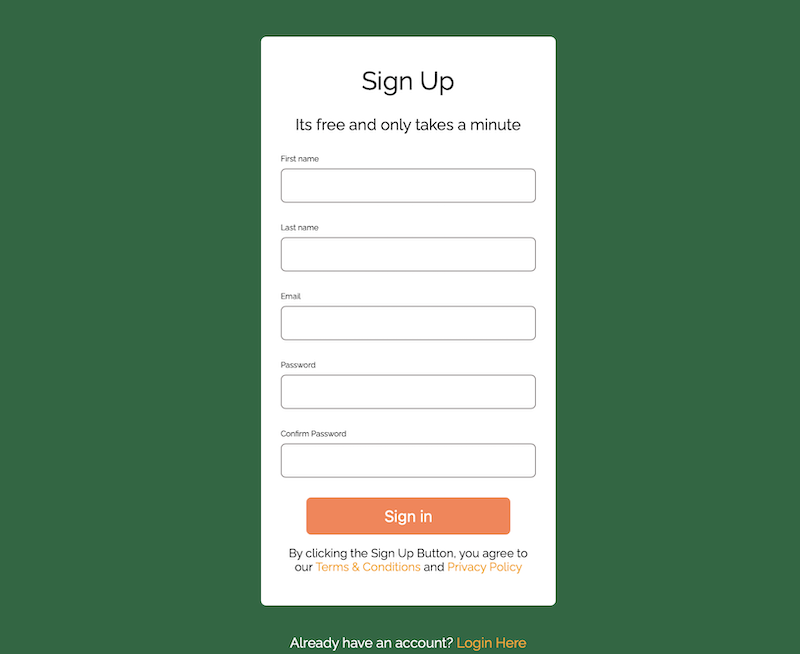 Sign Up
Its free and only takes a minute
First name
Last name
Email
Password
Confirm Password
Sign in
By clicking the Sign Up Button, you agree to
our Terms & Conditions and Privacy Policy
Already have an account? Login Here